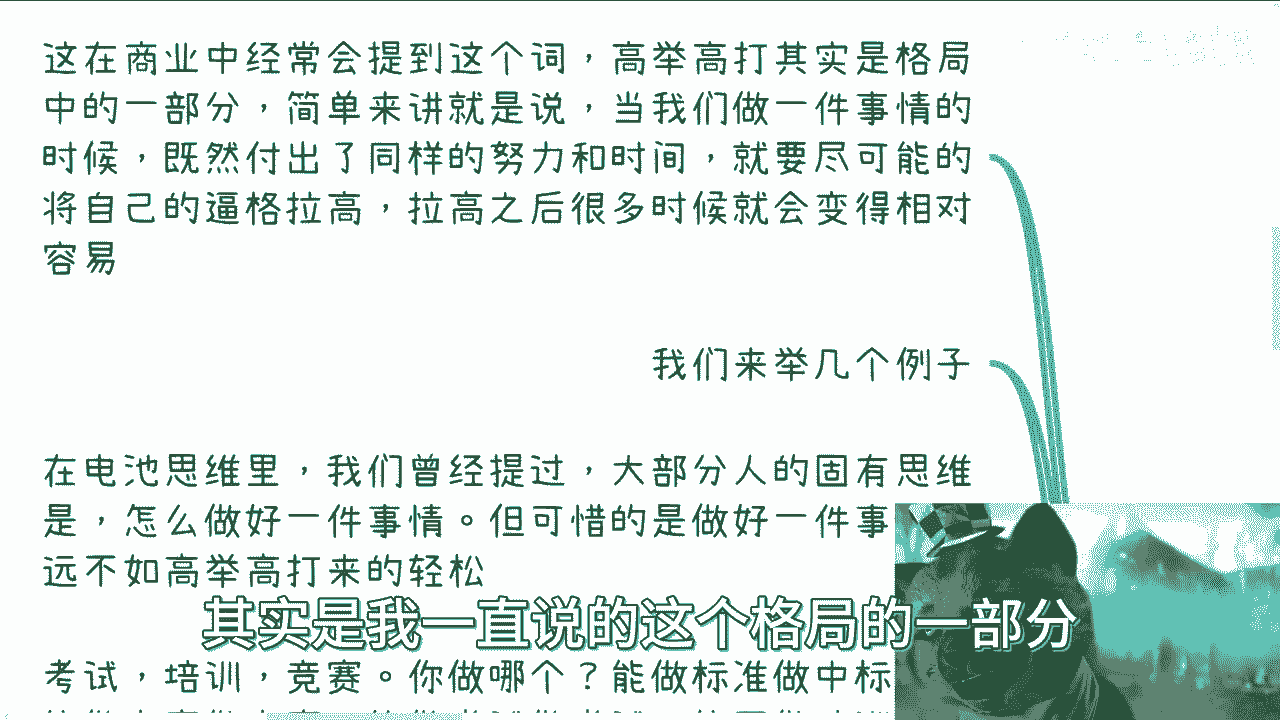 这在商业中经常会提到这个词，高举高打其实是格局
中的一部分，简单来讲就是说，当我们做一件事情的
时候，既然付出了同样的努力和时间，就要尽可能的
将自己的逼格拉高，拉高之后很多时候就会变得相对
容易
我们来举几个例子
在电池思维里，我们曾经提过，大部分人的固有思维
是，怎么做好一件事情。但可惜的是做好一件事
远不如高举高打来的轻松
其实是我一直说的这个格局的一部分
考试，培训，竞赛。你做哪个？能做标准做中标